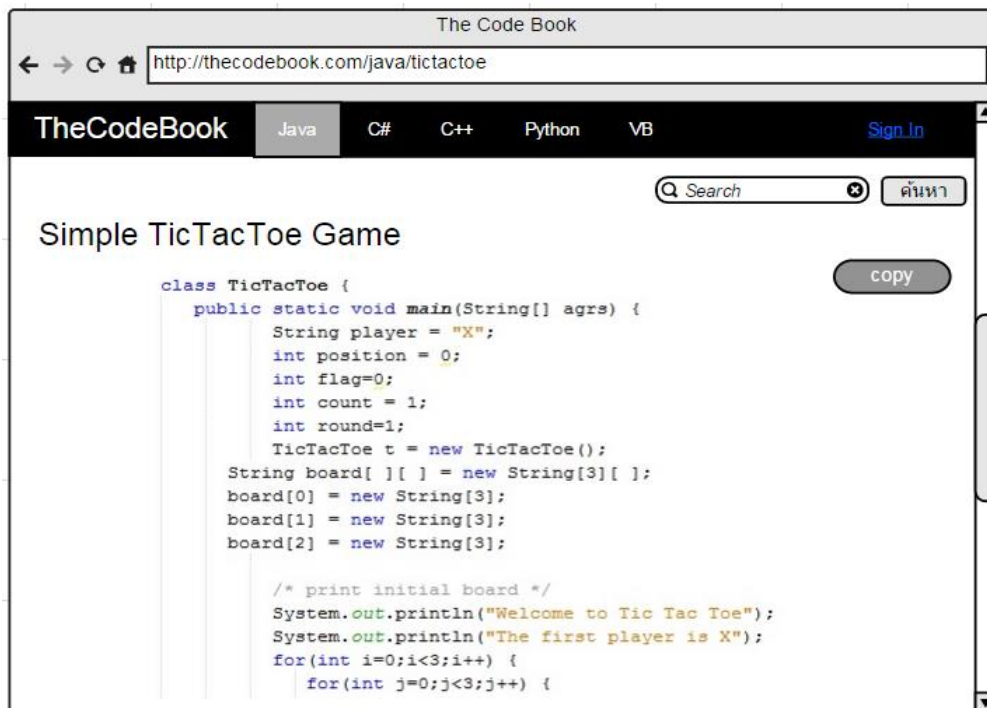 The Code Book
http://thecodebook.com/java/tictactoe
TheCodeBook Java C# C++ Python VB Sign In
Search ค้นหา
Simple TicTacToe Game
copy
class TicTacToe {
public static void main(String[] agrs) {
String player = "X";
int position = 0;
int flag=0;
int count = 1;
int round=1;
TicTacToe t = new TicTacToe();
String board[ ][ ] = new String[3][ ];
board[0] = new String[3];
board[1] = new String[3];
board[2] = new String[3];
/* print initial board */
System.out.println("Welcome to Tic Tac Toe");
System.out.println("The first player is X");
for(int i=0;i<3;i++) {
for(int j=0;j<3;j++) {